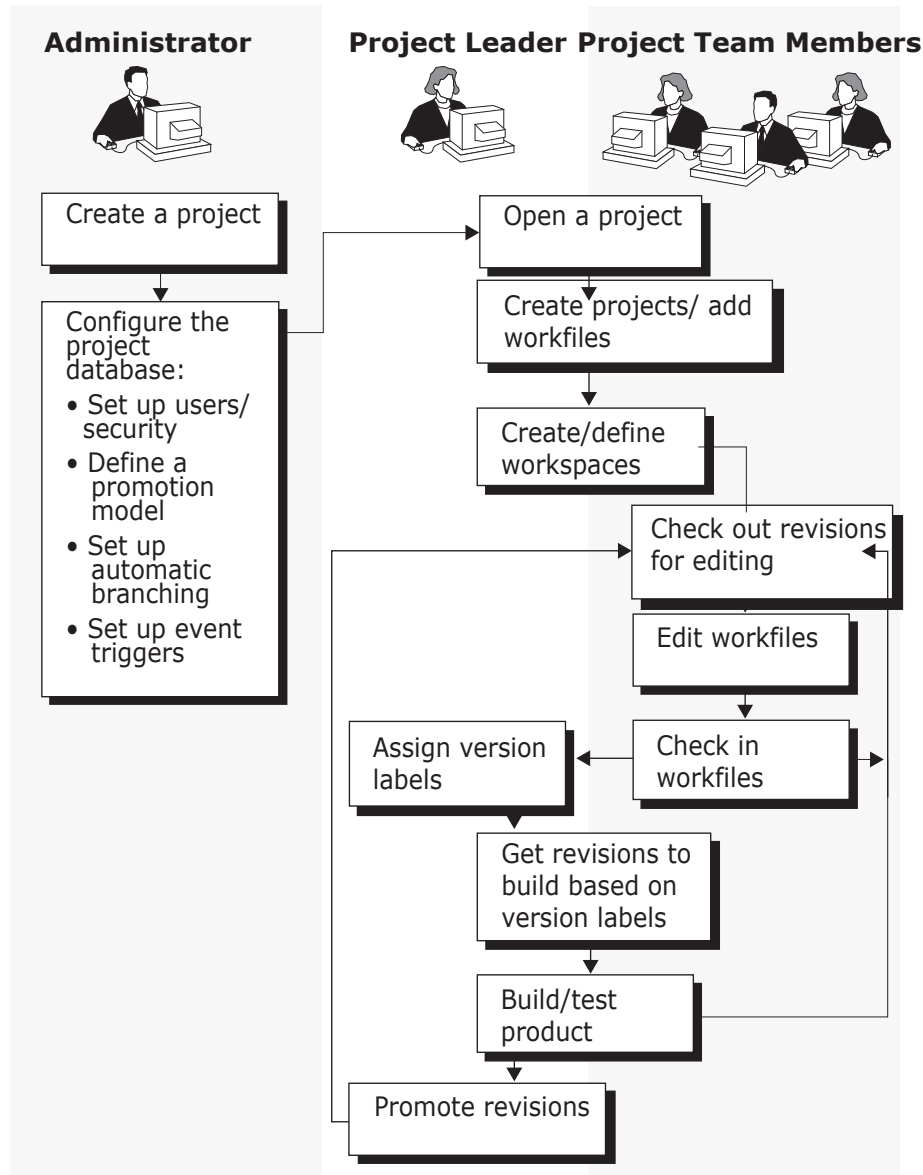 Administrator
Project Leader Project Team Members
Create a project
Configure the
project
database:
• Set up users/
security
• Define a
promotion
model
• Set up
automatic
branching
• Set up event
triggers
Open a project
Create projects/ add
workfiles
Create/define
workspaces
Check out revisions
for editing
Edit workfiles
Check in
workfiles
Assign version
labels
Get revisions to
build based on
version labels
Build/test
product
Promote revisions